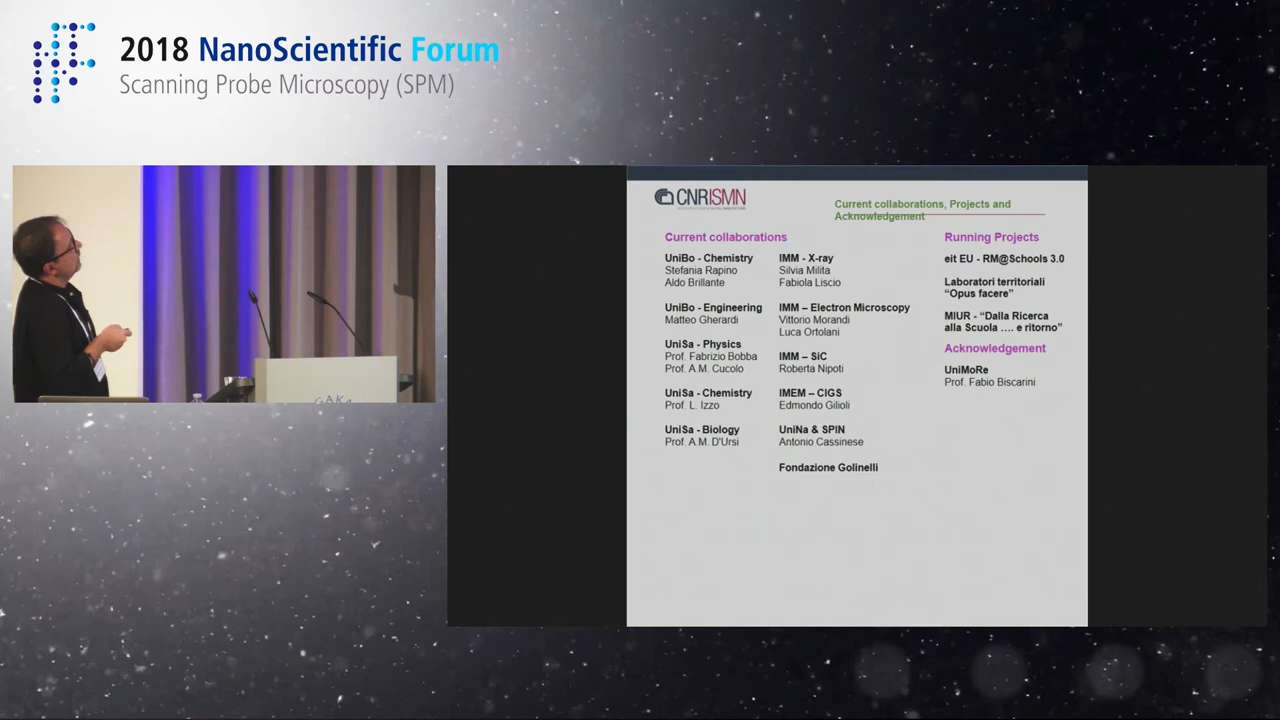 2018 NanoScientific Forum
Scanning Probe Microscopy (SPM)
CNRISMN
Current collaborations, Projects and
Acknowledgement
Current collaborations
UniBo - Chemistry
Stefania Rapino
Aldo Brillante
UniBo - Engineering
Matteo Gherardi
UniSa - Physics
Prof. Fabrizio Bobba
Prof. A.M. Cucolo
UniSa - Chemistry
Prof. L. Izzo
UniSa - Biology
Prof. A.M. D'Ursi
IMM - X-ray
Silvia Milita
Fabiola Liscio
IMM – Electron Microscopy
Vittorio Morandi
Luca Ortolani
IMM – SiC
Roberta Nipoti
IMEM – CIGS
Edmondo Gilioli
UniNa & SPIN
Antonio Cassinese
Fondazione Golinelli
Running Projects
eit EU - RM@Schools 3.0
Laboratori territoriali
“Opus facere”
MIUR - “Dalla Ricerca
alla Scuola .... e ritorno”
Acknowledgement
UniMoRe
Prof. Fabio Biscarini